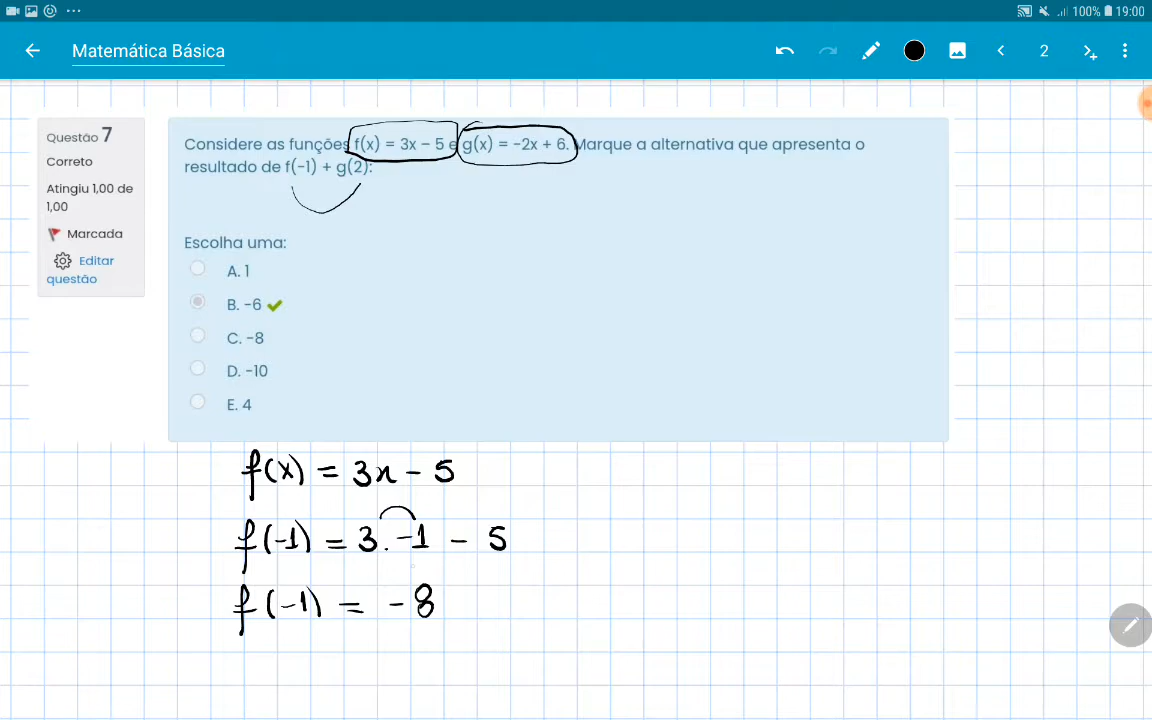 100% 19:00
Matemática Básica
2
Questão 7
Correto
Atingiu 1,00 de
1,00
Marcada
Editar
questão
Considere as funções f(x) = 3x - 5 e g(x) = -2x + 6. Marque a alternativa que apresenta o
resultado de f(-1) + g(2):
Escolha uma:
A. 1
B. -6
C. -8
D. -10
E. 4
f(x) = 3x - 5
f(-1) = 3 . -1 - 5
f(-1) = -8